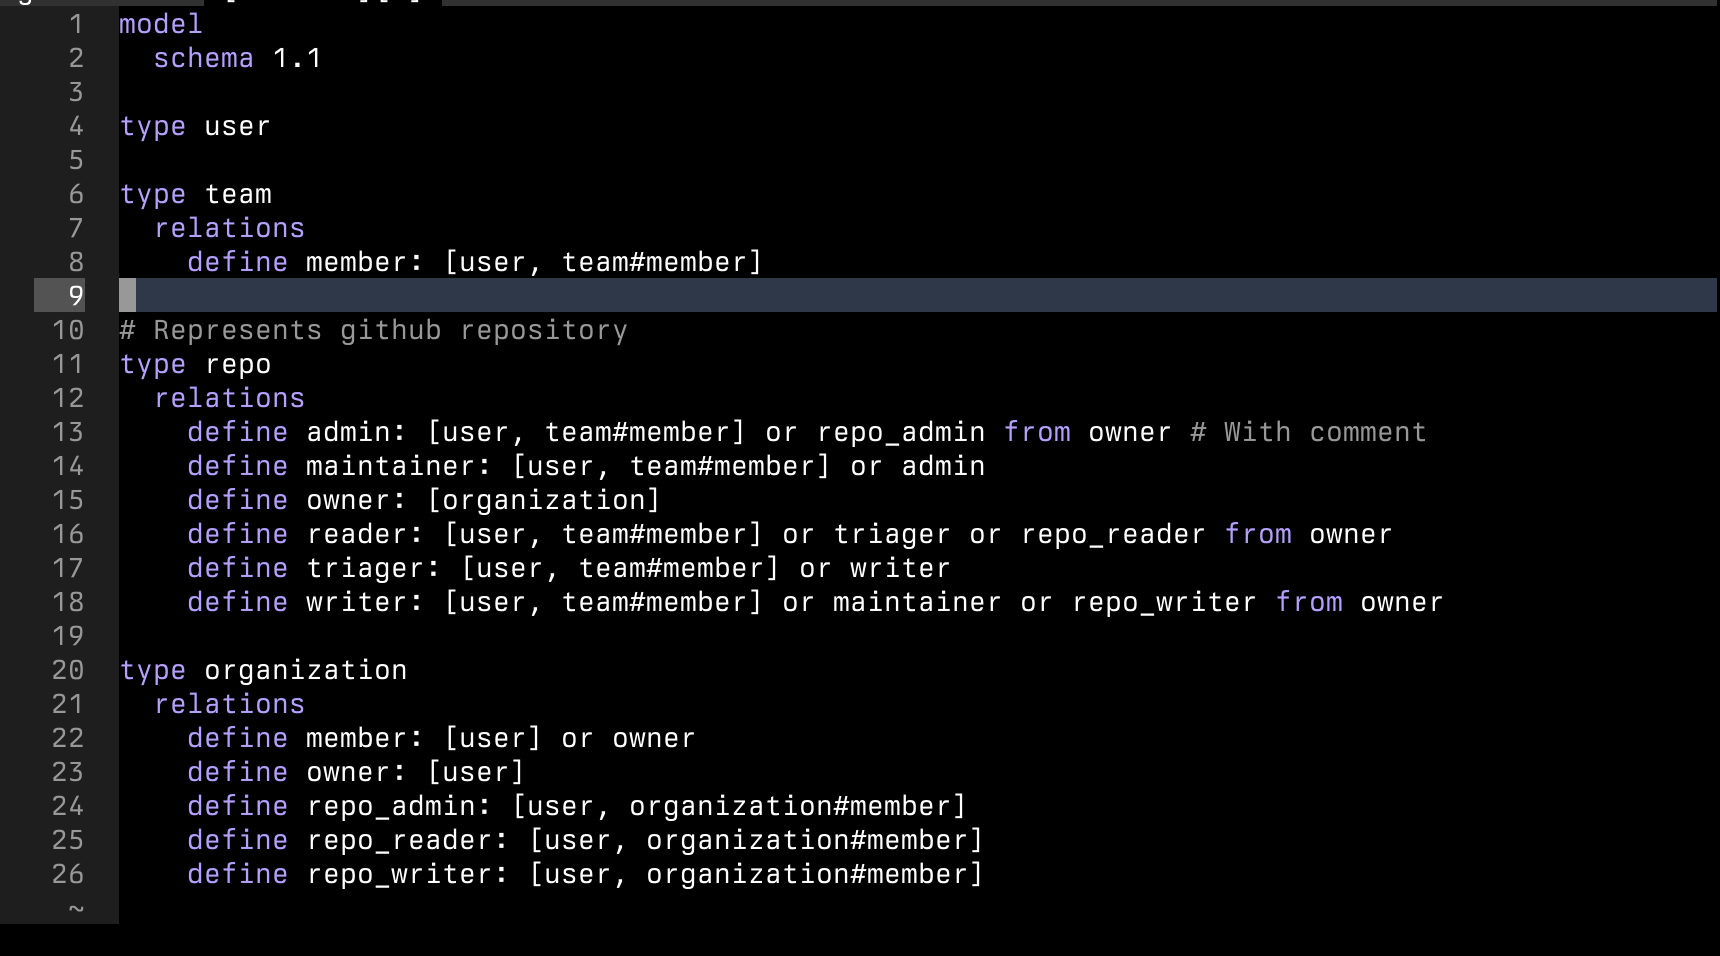 1 model
2   schema 1.1
3
4 type user
5
6 type team
7   relations
8     define member: [user, team#member]
9
10 # Represents github repository
11 type repo
12   relations
13     define admin: [user, team#member] or repo_admin from owner # With comment
14     define maintainer: [user, team#member] or admin
15     define owner: [organization]
16     define reader: [user, team#member] or triager or repo_reader from owner
17     define triager: [user, team#member] or writer
18     define writer: [user, team#member] or maintainer or repo_writer from owner
19
20 type organization
21   relations
22     define member: [user] or owner
23     define owner: [user]
24     define repo_admin: [user, organization#member]
25     define repo_reader: [user, organization#member]
26     define repo_writer: [user, organization#member]
~